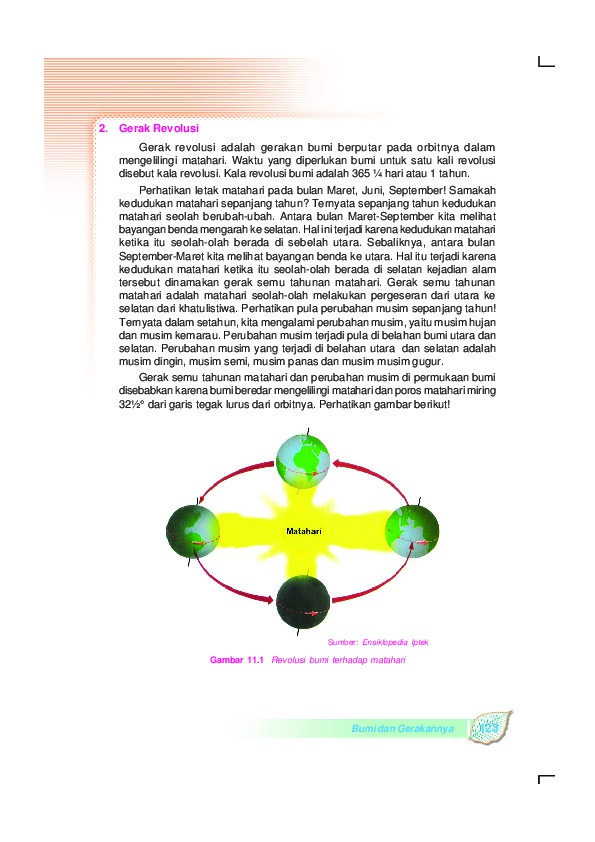 2. Gerak Revolusi
Gerak revolusi adalah gerakan bumi berputar pada orbitnya dalam
mengelilingi matahari. Waktu yang diperlukan bumi untuk satu kali revolusi
disebut kala revolusi. Kala revolusi bumi adalah 365 ¼ hari atau 1 tahun.
Perhatikan letak matahari pada bulan Maret, Juni, September! Samakah
kedudukan matahari sepanjang tahun? Ternyata sepanjang tahun kedudukan
matahari seolah berubah-ubah. Antara bulan Maret-September kita melihat
bayangan benda mengarah ke selatan. Hal ini terjadi karena kedudukan matahari
ketika itu seolah-olah berada di sebelah utara. Sebaliknya, antara bulan
September-Maret kita melihat bayangan benda ke utara. Hal itu terjadi karena
kedudukan matahari ketika itu seolah-olah berada di selatan kejadian alam
tersebut dinamakan gerak semu tahunan matahari. Gerak semu tahunan
matahari adalah matahari seolah-olah melakukan pergeseran dari utara ke
selatan dari khatulistiwa. Perhatikan pula perubahan musim sepanjang tahun!
Ternyata dalam setahun, kita mengalami perubahan musim, yaitu musim hujan
dan musim kemarau. Perubahan musim terjadi pula di belahan bumi utara dan
selatan. Perubahan musim yang terjadi di belahan utara dan selatan adalah
musim dingin, musim semi, musim panas dan musim musim gugur.
Gerak semu tahunan matahari dan perubahan musim di permukaan bumi
disebabkan karena bumi beredar mengelilingi matahari dan poros matahari miring
32½° dari garis tegak lurus dari orbitnya. Perhatikan gambar berikut!
Matahari
Sumber: Ensiklopedia Iptek
Gambar 11.1 Revolusi bumi terhadap matahari
Bumi dan Gerakannya 123